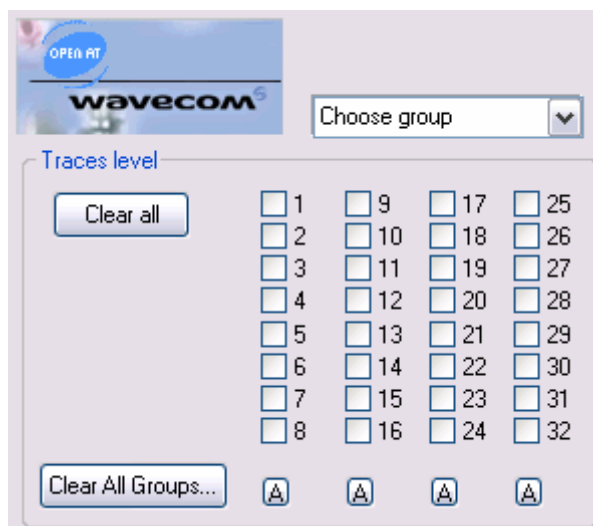 OPEN AT
wavecom
Choose group
Traces level
Clear all
1 9 17 25
2 10 18 26
3 11 19 27
4 12 20 28
5 13 21 29
6 14 22 30
7 15 23 31
8 16 24 32
Clear All Groups... A A A A